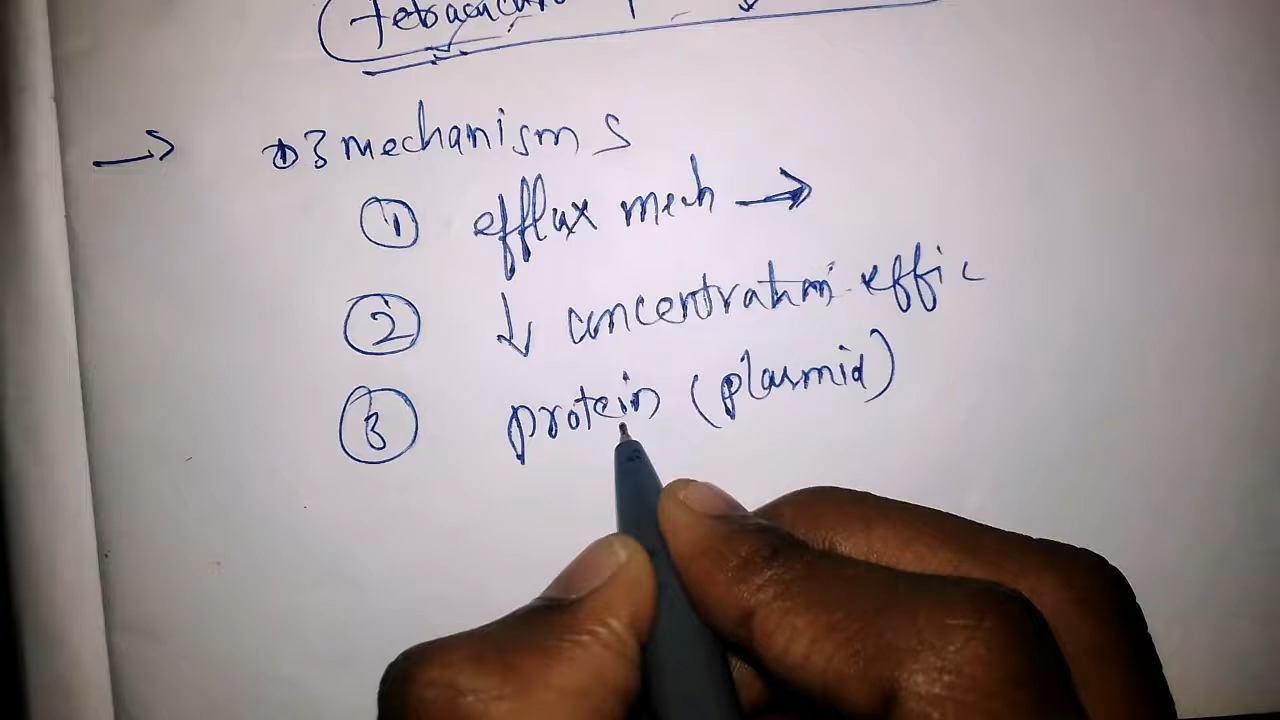 → 3 mechanisms
① efflux mech →
② ↓ concentration effic
③ protein (plasmid)